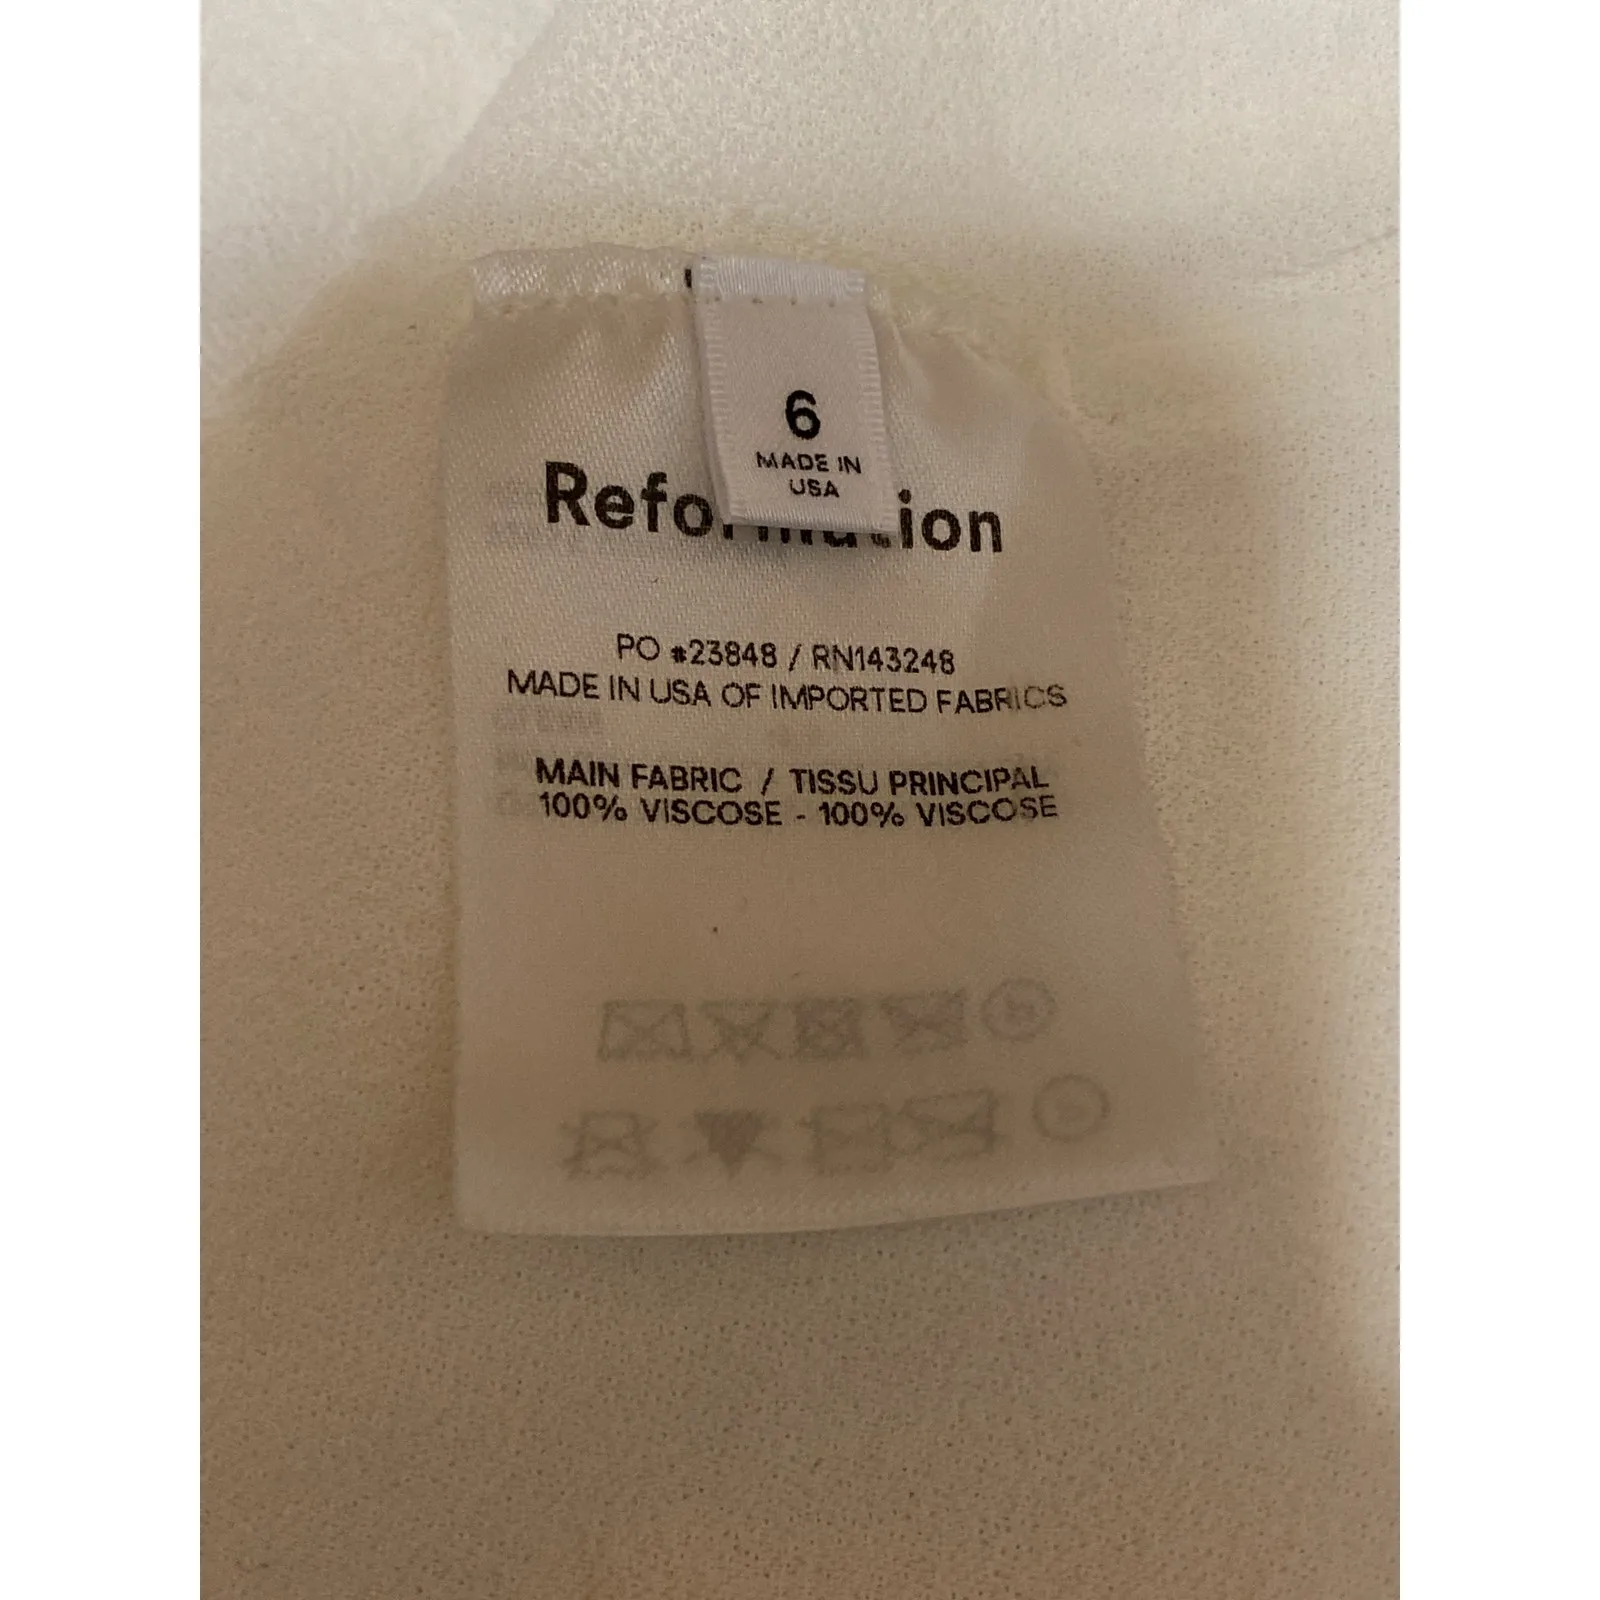 6
MADE IN
USA
Reformation
PO #23848 / RN143248
MADE IN USA OF IMPORTED FABRICS
MAIN FABRIC / TISSU PRINCIPAL
100% VISCOSE - 100% VISCOSE